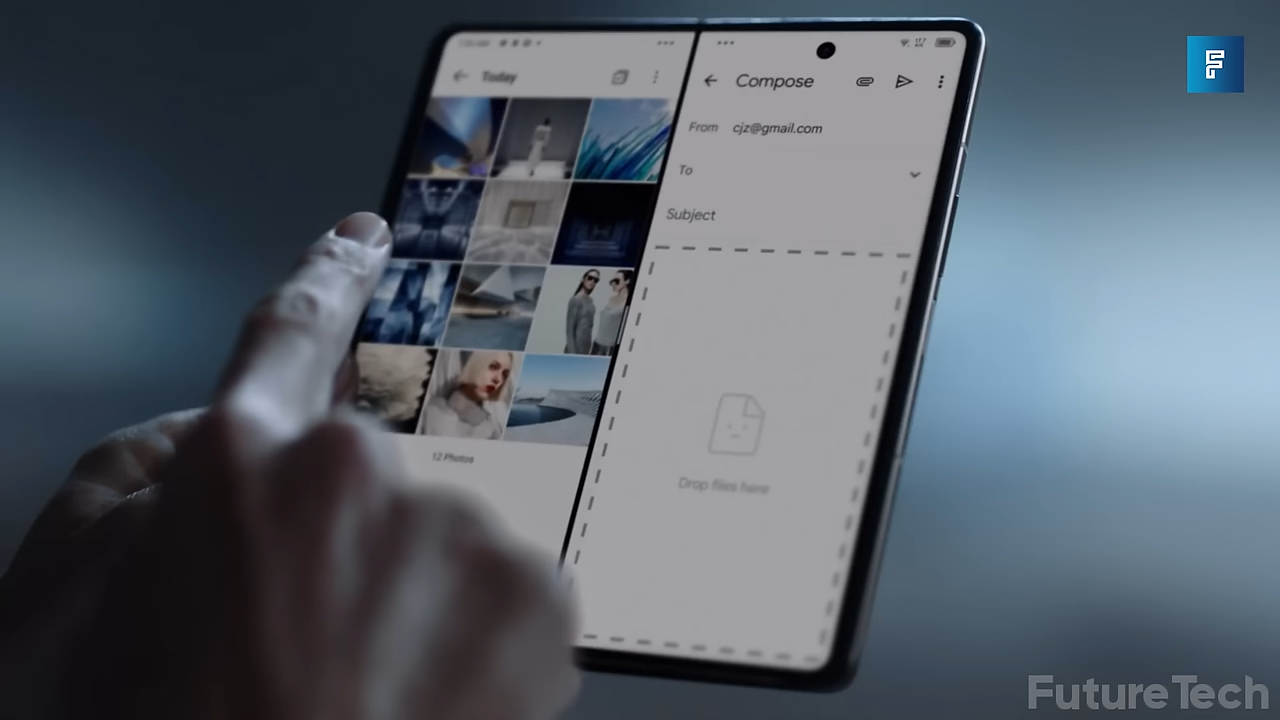 Today
12 Photos
Compose
From cjz@gmail.com
To
Subject
Drop files here
FutureTech